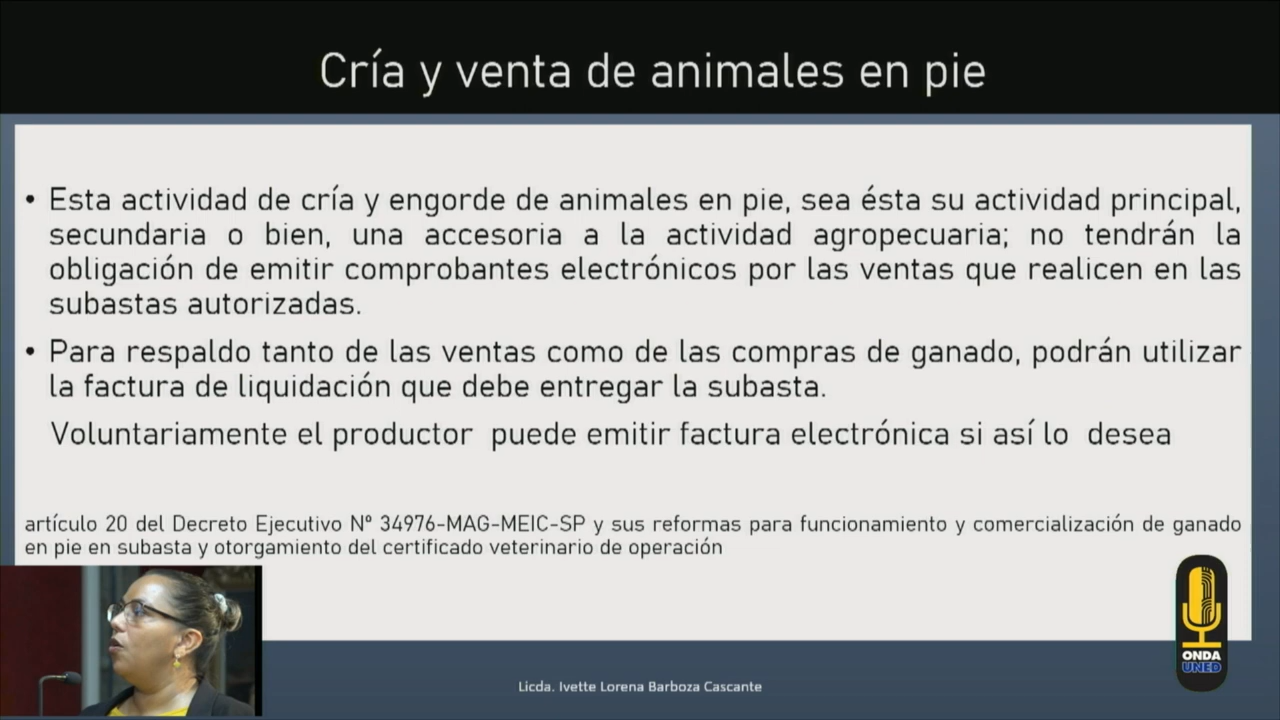 Cría y venta de animales en pie
• Esta actividad de cría y engorde de animales en pie, sea ésta su actividad principal,
secundaria o bien, una accesoria a la actividad agropecuaria; no tendrán la
obligación de emitir comprobantes electrónicos por las ventas que realicen en las
subastas autorizadas.
• Para respaldo tanto de las ventas como de las compras de ganado, podrán utilizar
la factura de liquidación que debe entregar la subasta.
Voluntariamente el productor puede emitir factura electrónica si así lo desea
artículo 20 del Decreto Ejecutivo Nº 34976-MAG-MEIC-SP y sus reformas para funcionamiento y comercialización de ganado
en pie en subasta y otorgamiento del certificado veterinario de operación
ONDA
UNED
Licda. Ivette Lorena Barboza Cascante